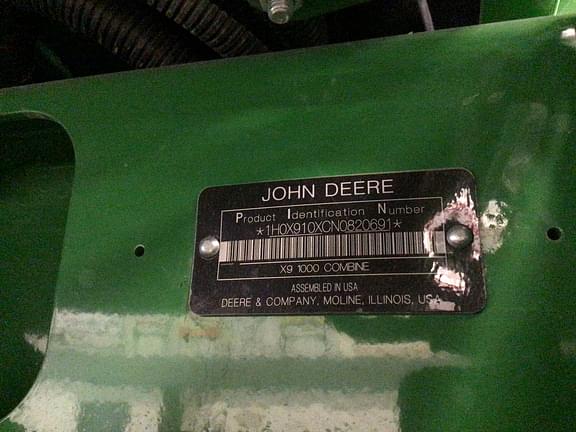 JOHN DEERE
Product Identification Number
*1H0X910XCN0820691*
X9 1000 COMBINE
ASSEMBLED IN USA
DEERE & COMPANY, MOLINE, ILLINOIS, USA